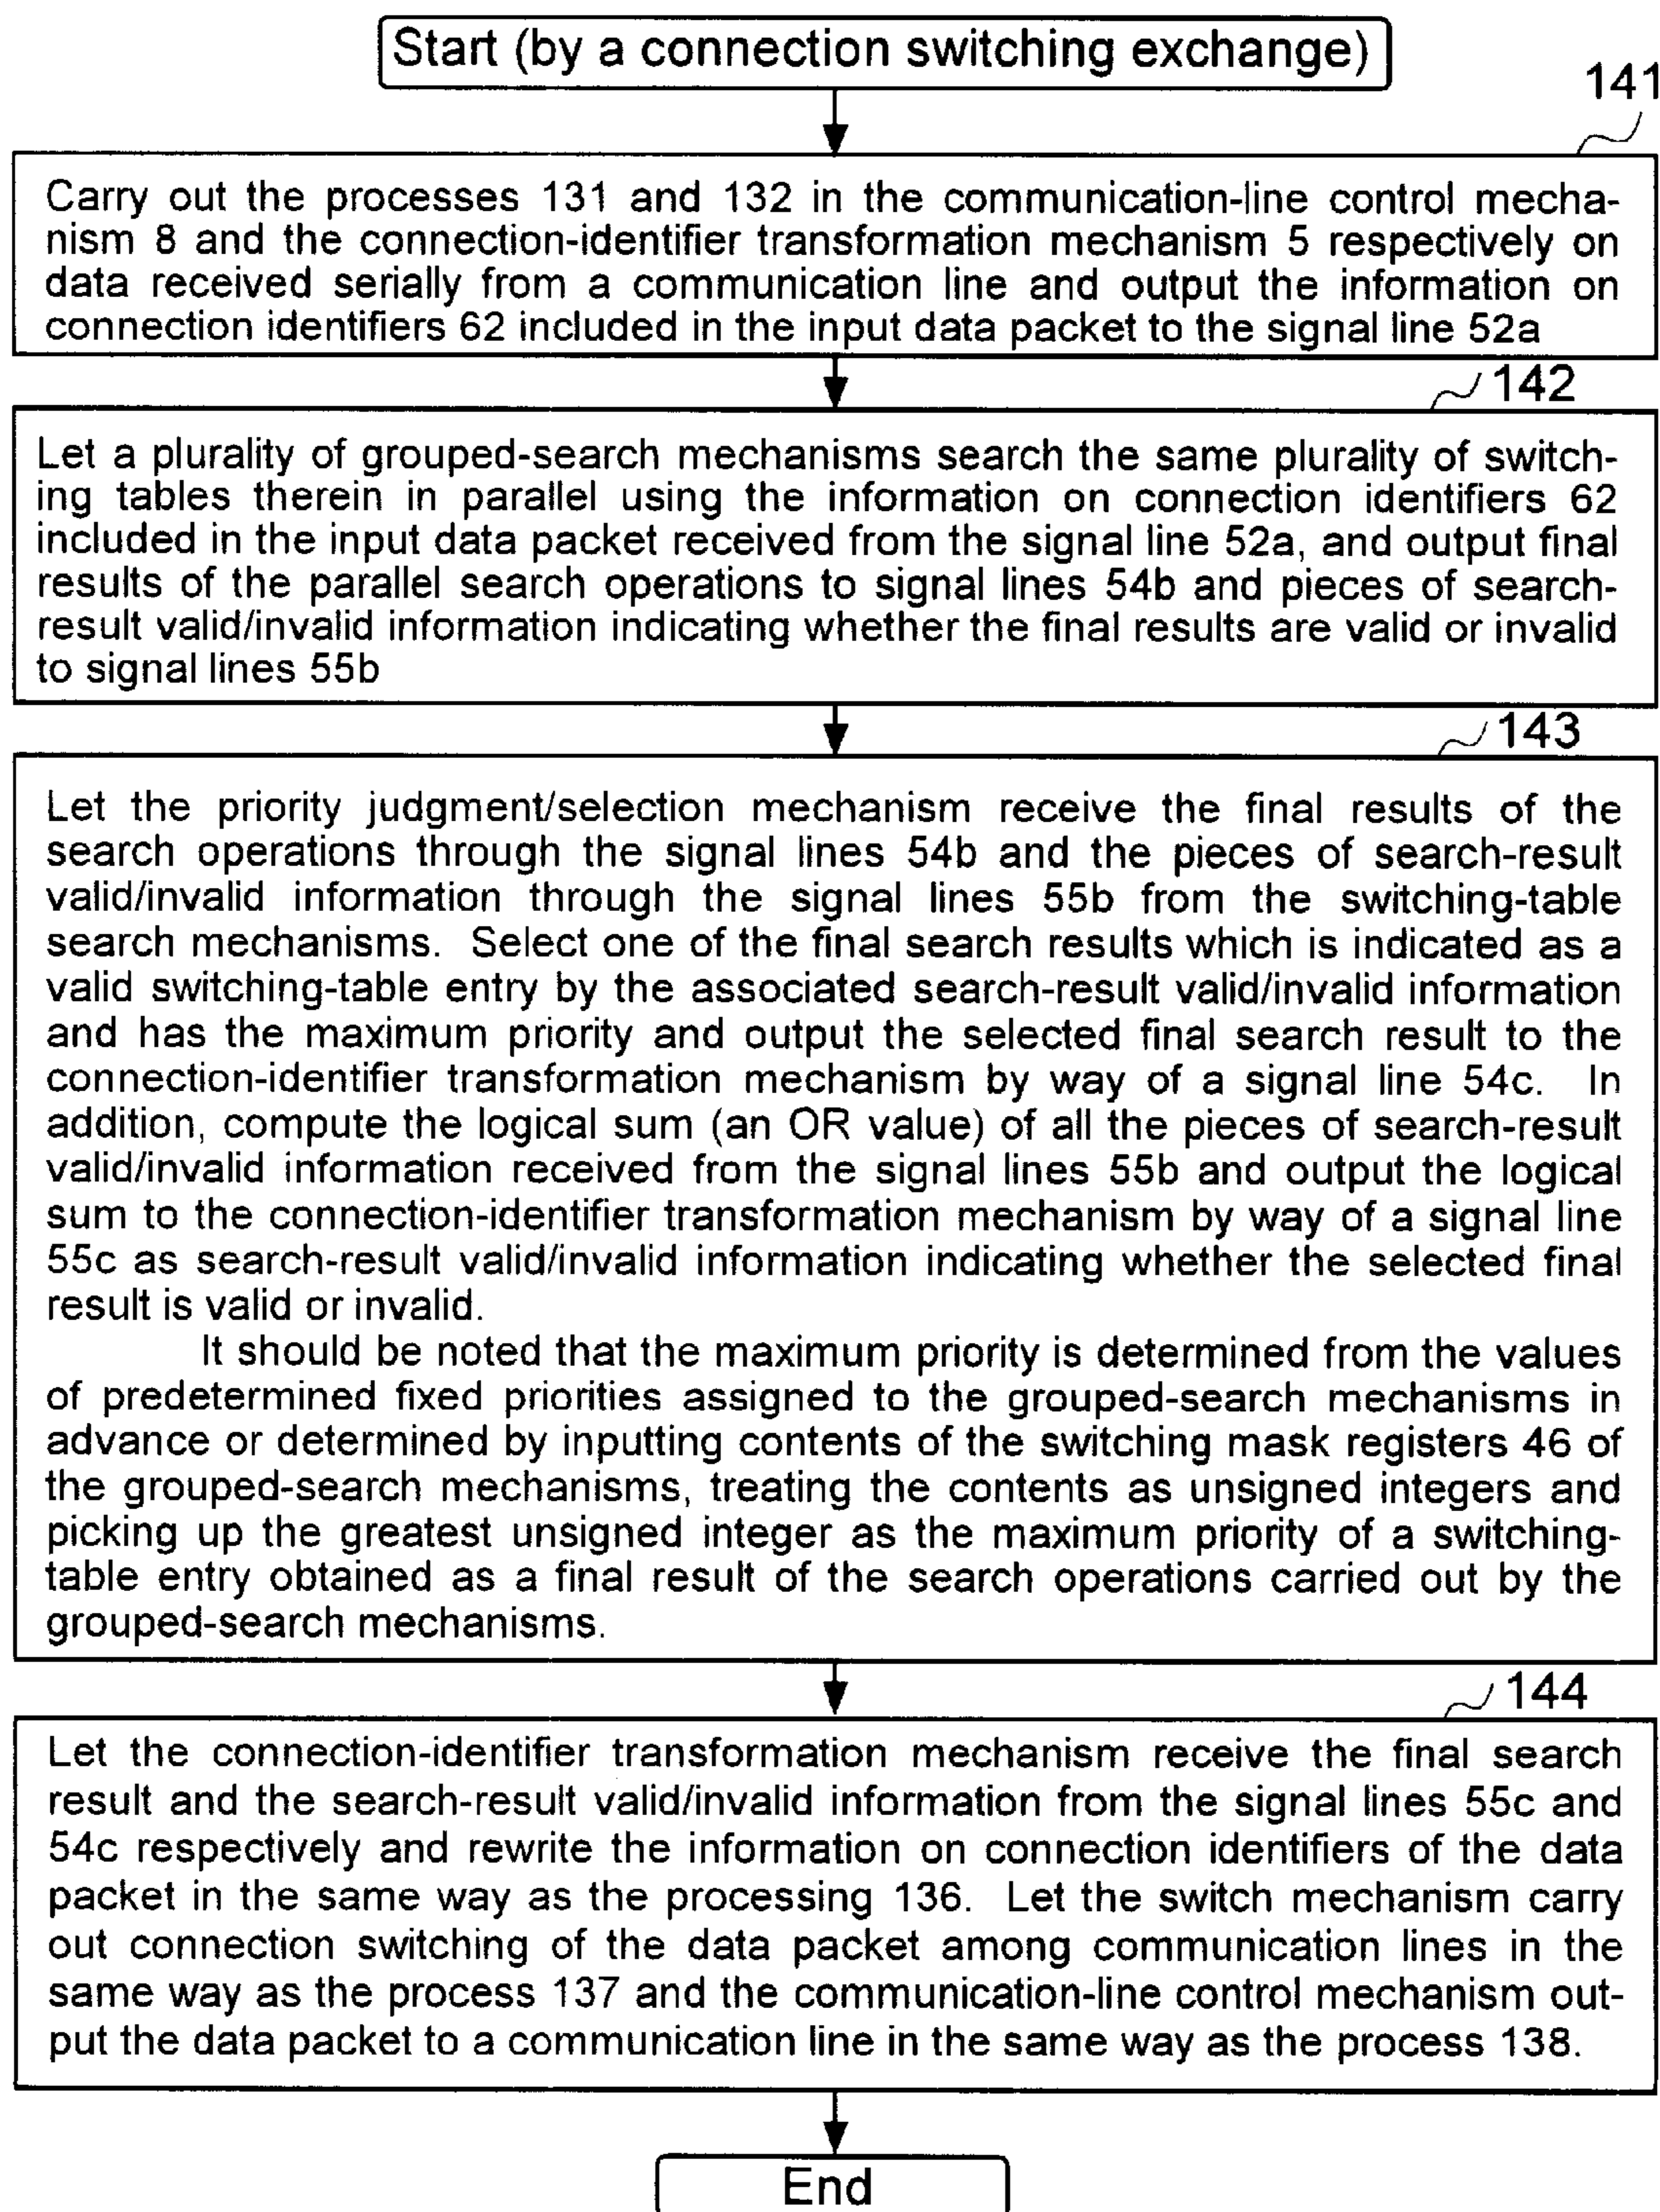 Start (by a connection switching exchange)
141
Carry out the processes 131 and 132 in the communication-line control mecha-
nism 8 and the connection-identifier transformation mechanism 5 respectively on
data received serially from a communication line and output the information on
connection identifiers 62 included in the input data packet to the signal line 52a
142
Let a plurality of grouped-search mechanisms search the same plurality of switch-
ing tables therein in parallel using the information on connection identifiers 62
included in the input data packet received from the signal line 52a, and output final
results of the parallel search operations to signal lines 54b and pieces of search-
result valid/invalid information indicating whether the final results are valid or invalid
to signal lines 55b
143
Let the priority judgment/selection mechanism receive the final results of the
search operations through the signal lines 54b and the pieces of search-result
valid/invalid information through the signal lines 55b from the switching-table
search mechanisms. Select one of the final search results which is indicated as a
valid switching-table entry by the associated search-result valid/invalid information
and has the maximum priority and output the selected final search result to the
connection-identifier transformation mechanism by way of a signal line 54c. In
addition, compute the logical sum (an OR value) of all the pieces of search-result
valid/invalid information received from the signal lines 55b and output the logical
sum to the connection-identifier transformation mechanism by way of a signal line
55c as search-result valid/invalid information indicating whether the selected final
result is valid or invalid.
It should be noted that the maximum priority is determined from the values
of predetermined fixed priorities assigned to the grouped-search mechanisms in
advance or determined by inputting contents of the switching mask registers 46 of
the grouped-search mechanisms, treating the contents as unsigned integers and
picking up the greatest unsigned integer as the maximum priority of a switching-
table entry obtained as a final result of the search operations carried out by the
grouped-search mechanisms.
144
Let the connection-identifier transformation mechanism receive the final search
result and the search-result valid/invalid information from the signal lines 55c and
54c respectively and rewrite the information on connection identifiers of the data
packet in the same way as the processing 136. Let the switch mechanism carry
out connection switching of the data packet among communication lines in the
same way as the process 137 and the communication-line control mechanism out-
put the data packet to a communication line in the same way as the process 138.
End